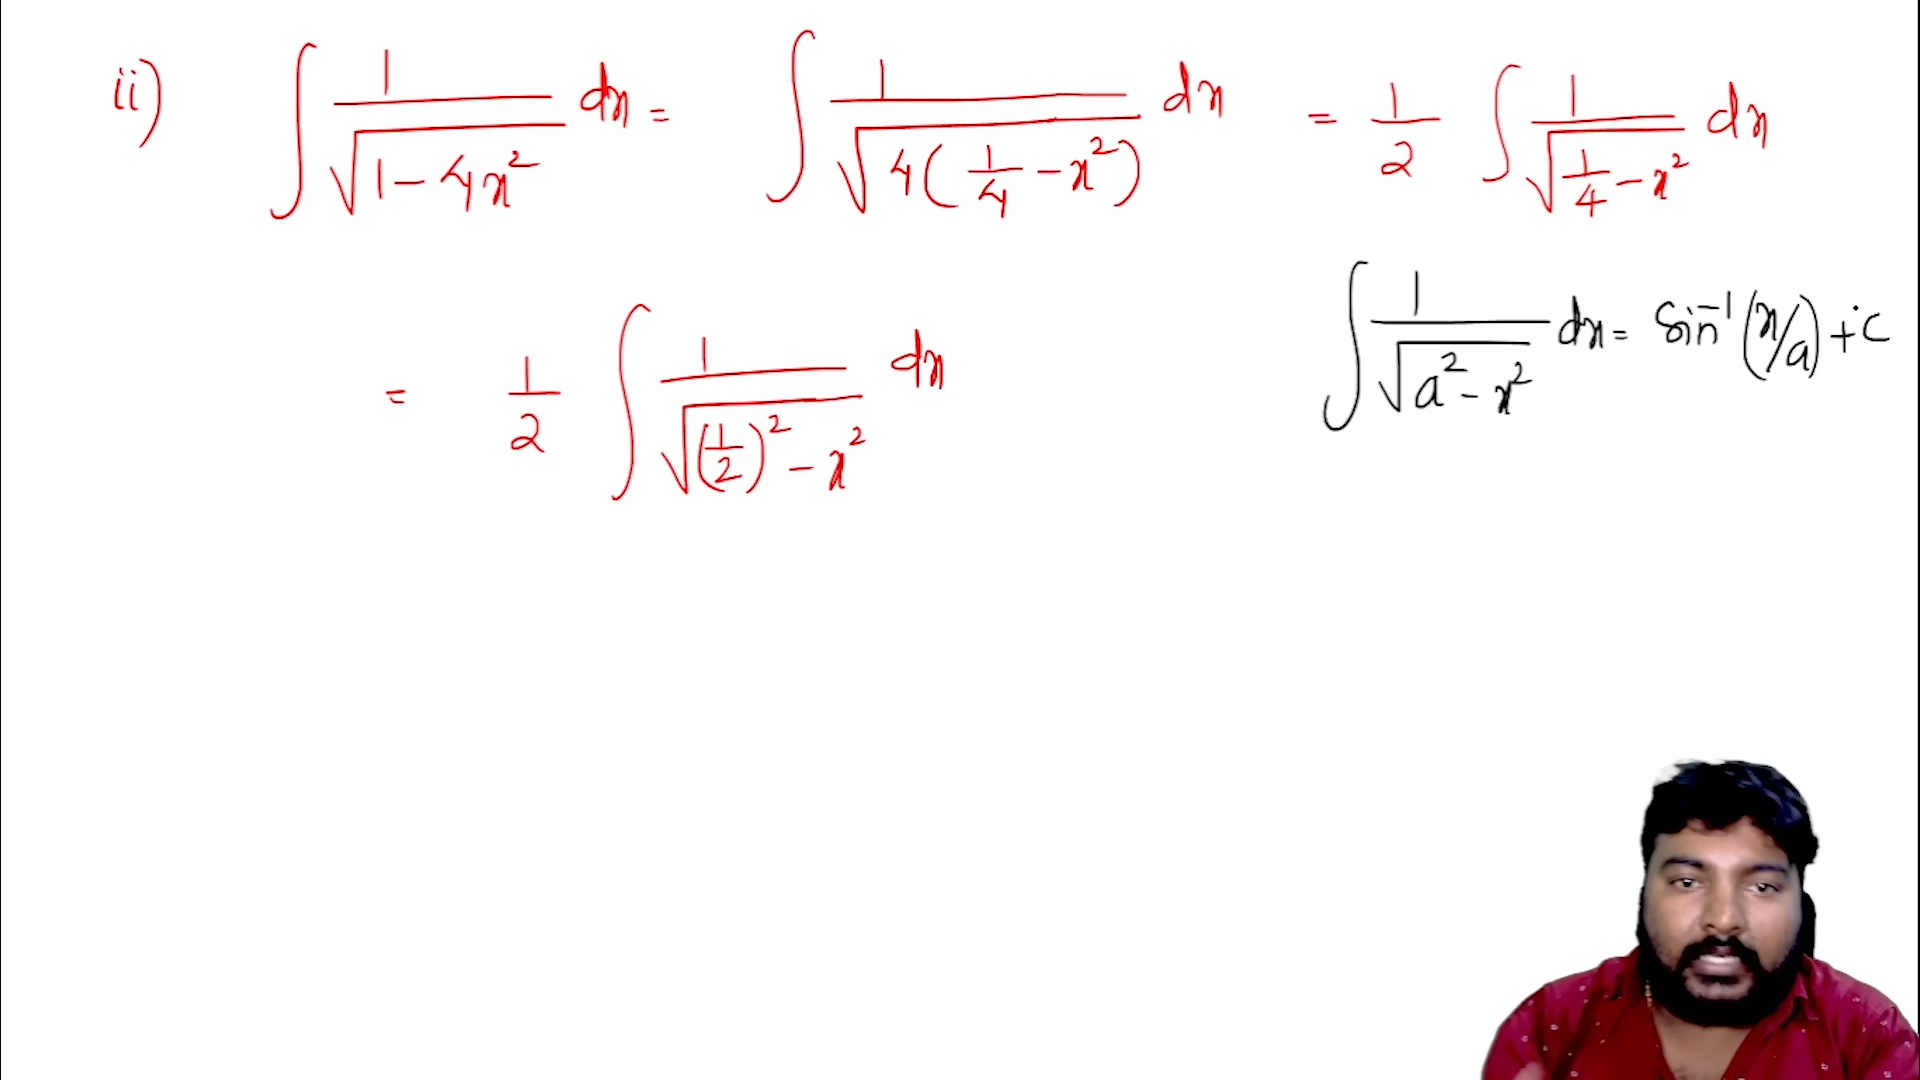 ii) ∫ 1/√(1-4x²) dx = ∫ 1/√(4(1/4 - x²)) dx = 1/2 ∫ 1/√(1/4 - x²) dx
∫ 1/√(a² - x²) dx = sin⁻¹(x/a) + c
= 1/2 ∫ 1/√((1/2)² - x²) dx